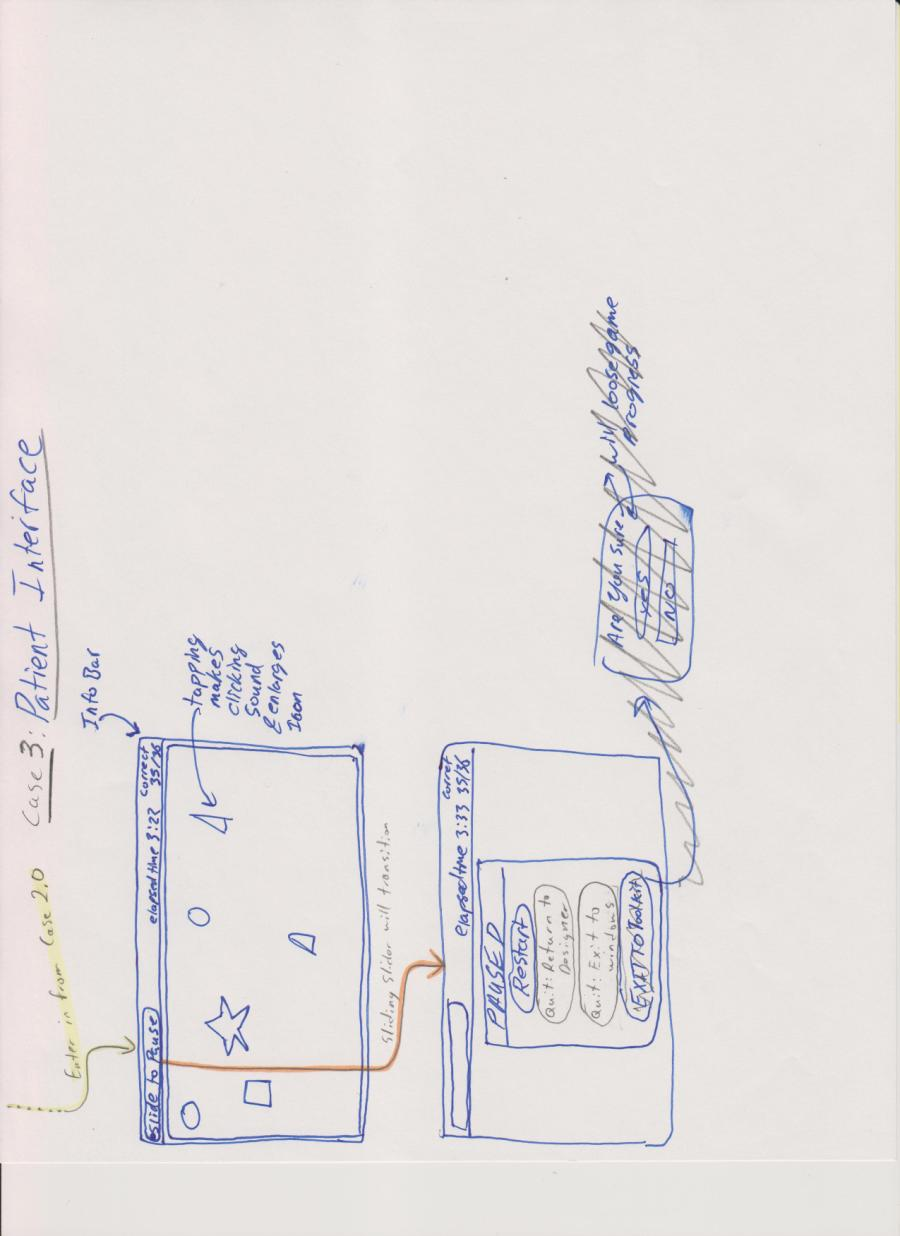 Case 3: Patient Interface
Enter in from Case 2.0
Info Bar
Slide to Pause
elapsed time 3:22
Correct
35/36
tapping
makes
clicking
sound
& enlarges
Icon
Sliding Slider will transition
elapsed time 3:33
Correct
35/36
PAUSED
Restart
Quit: Return to
Designer
Quit: Exit to
windows
EXIT TO Toolkit
Are You Sure
Yes
No
will loose game
progress